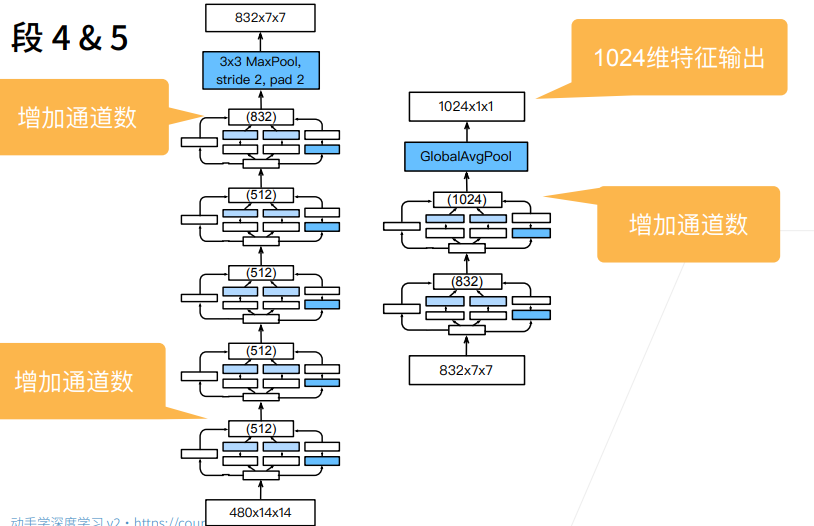 段 4 & 5
832x7x7
3x3 MaxPool,
stride 2, pad 2
增加通道数
(832)
(512)
(512)
(512)
增加通道数
(512)
480x14x14
1024维特征输出
1024x1x1
GlobalAvgPool
(1024)
增加通道数
(832)
832x7x7
动手学深度学习 v2 · https://cour